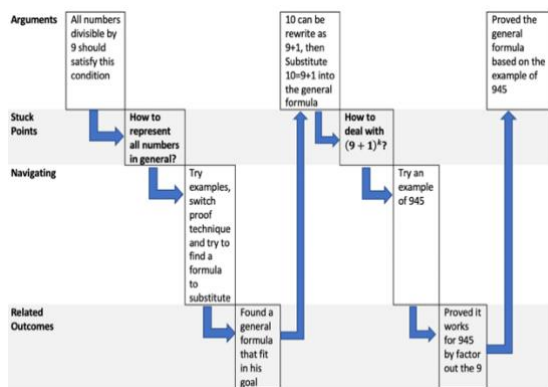 Arguments
All numbers
divisible by
9 should
satisfy this
condition
10 can be
rewrite as
9+1, then
Substitute
10=9+1 into
the general
formula
Proved the
general
formula
based on the
example of
945
Stuck
Points
How to
represent
all numbers
in general?
How to
deal with
(9 + 1)^k?
Navigating
Try
examples,
switch
proof
technique
and try to
find a
formula
to
substitute
Try an
example
of 945
Related
Outcomes
Found a
general
formula
that fit in
his goal
Proved it
works
for 945
by factor
out the 9